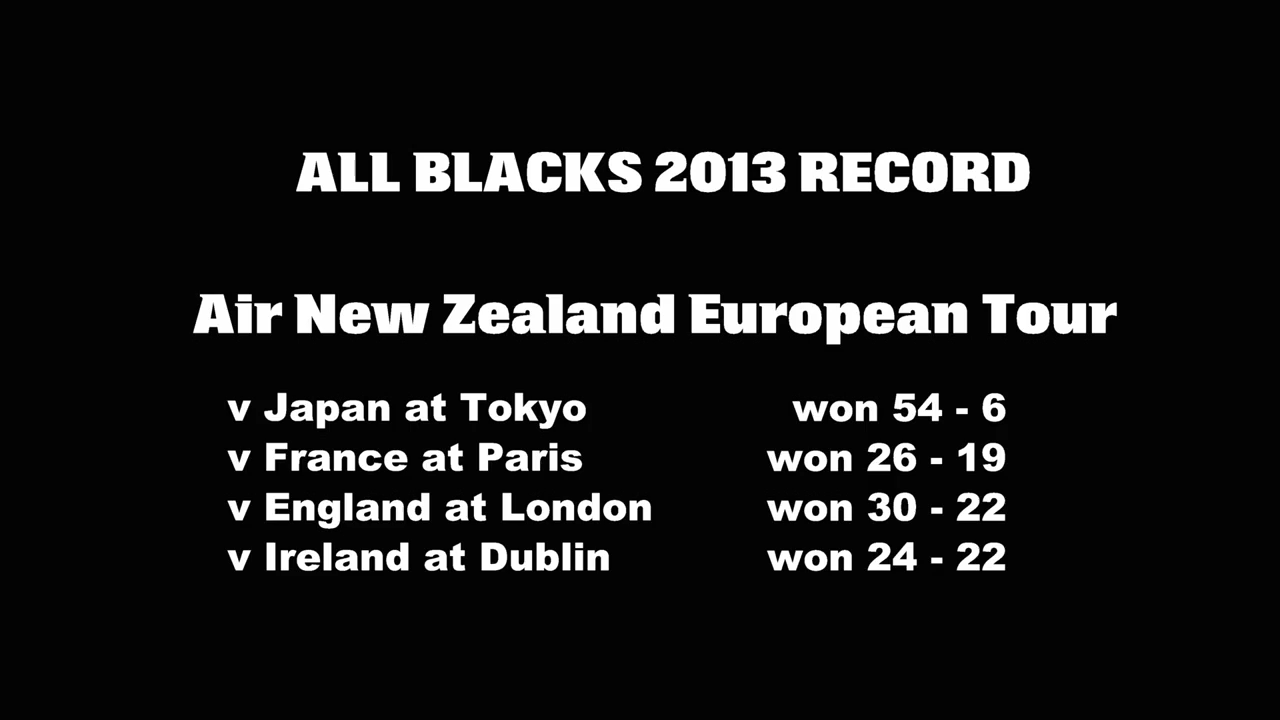 ALL BLACKS 2013 RECORD
Air New Zealand European Tour
v Japan at Tokyo won 54 - 6
v France at Paris won 26 - 19
v England at London won 30 - 22
v Ireland at Dublin won 24 - 22